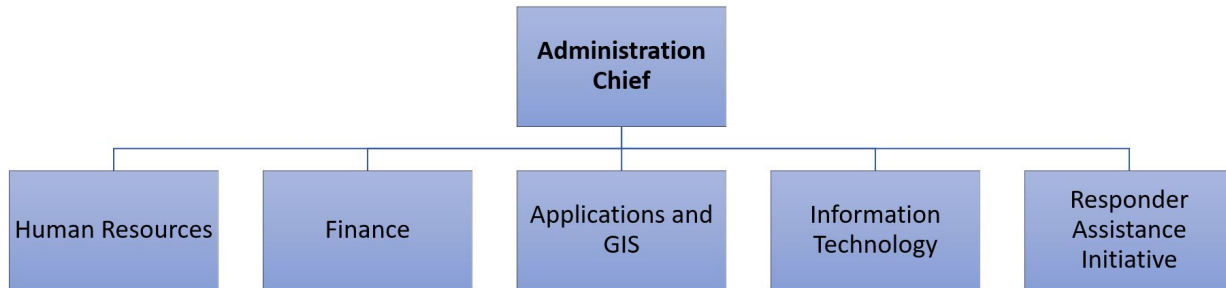 Administration
Chief
Human Resources
Finance
Applications and
GIS
Information
Technology
Responder
Assistance
Initiative